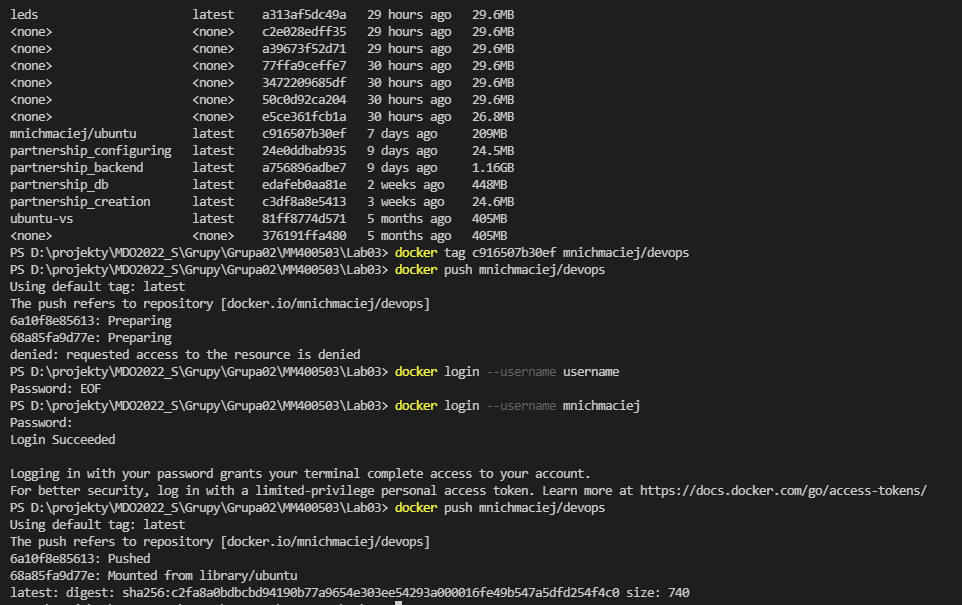 leds                      latest    a313af5dc49a   29 hours ago   29.6MB
<none>                    <none>    c2e028edff35   29 hours ago   29.6MB
<none>                    <none>    a39673f52d71   29 hours ago   29.6MB
<none>                    <none>    77ffa9ceffe7   30 hours ago   29.6MB
<none>                    <none>    3472209685df   30 hours ago   29.6MB
<none>                    <none>    50c0d92ca204   30 hours ago   29.6MB
<none>                    <none>    e5ce361fcb1a   30 hours ago   26.8MB
mnichmaciej/ubuntu        latest    c916507b30ef   7 days ago     209MB
partnership_configuring   latest    24e0ddbab935   9 days ago     24.5MB
partnership_backend       latest    a756896adbe7   9 days ago     1.16GB
partnership_db            latest    edafeb0aa81e   2 weeks ago    448MB
partnership_creation      latest    c3df8a8e5413   3 weeks ago    24.6MB
ubuntu-vs                 latest    81ff8774d571   5 months ago   405MB
<none>                    <none>    376191ffa480   5 months ago   405MB
PS D:\projekty\MDO2022_S\Grupy\Grupa02\MM400503\Lab03> docker tag c916507b30ef mnichmaciej/devops
PS D:\projekty\MDO2022_S\Grupy\Grupa02\MM400503\Lab03> docker push mnichmaciej/devops
Using default tag: latest
The push refers to repository [docker.io/mnichmaciej/devops]
6a10f8e85613: Preparing
68a85fa9d77e: Preparing
denied: requested access to the resource is denied
PS D:\projekty\MDO2022_S\Grupy\Grupa02\MM400503\Lab03> docker login --username username
Password: EOF
PS D:\projekty\MDO2022_S\Grupy\Grupa02\MM400503\Lab03> docker login --username mnichmaciej
Password:
Login Succeeded
Logging in with your password grants your terminal complete access to your account.
For better security, log in with a limited-privilege personal access token. Learn more at https://docs.docker.com/go/access-tokens/
PS D:\projekty\MDO2022_S\Grupy\Grupa02\MM400503\Lab03> docker push mnichmaciej/devops
Using default tag: latest
The push refers to repository [docker.io/mnichmaciej/devops]
6a10f8e85613: Pushed
68a85fa9d77e: Mounted from library/ubuntu
latest: digest: sha256:c2fa8a0bdbcbd94190b77a9654e303ee54293a000016fe49b547a5dfd254f4c0 size: 740